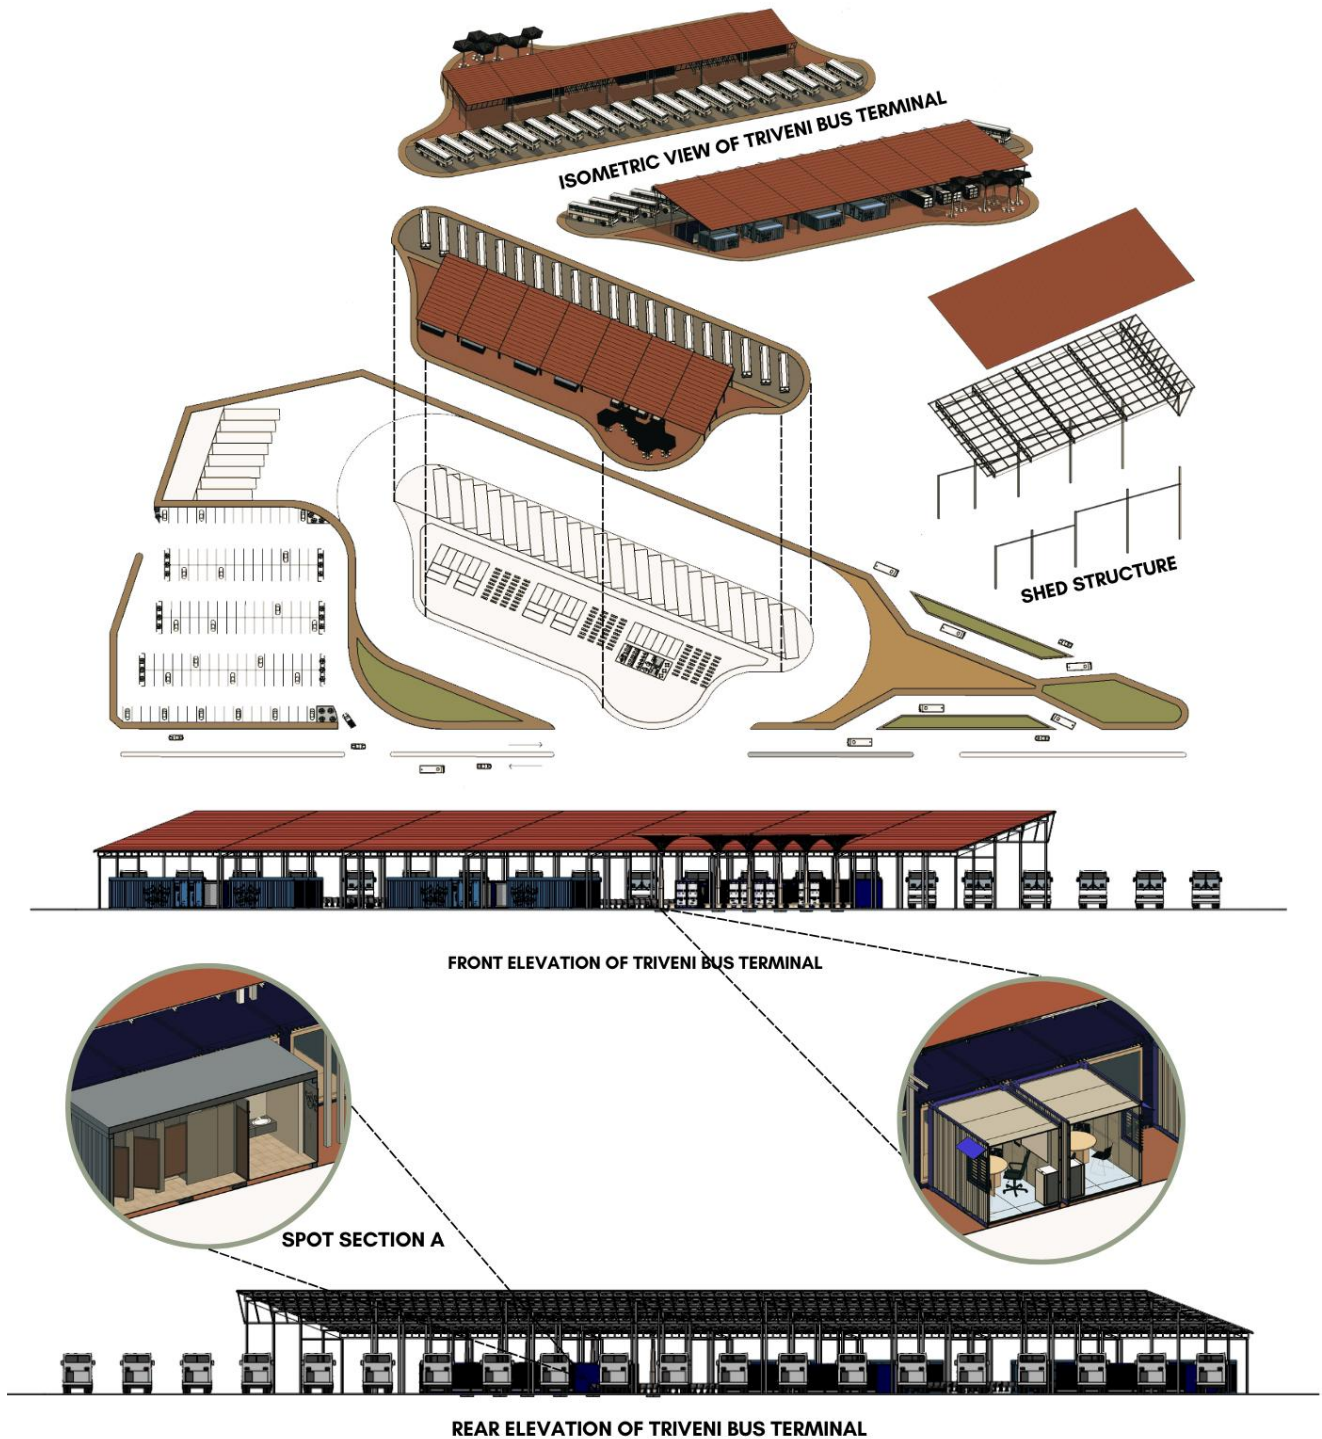 ISOMETRIC VIEW OF TRIVENI BUS TERMINAL
SHED STRUCTURE
FRONT ELEVATION OF TRIVENI BUS TERMINAL
SPOT SECTION A
REAR ELEVATION OF TRIVENI BUS TERMINAL